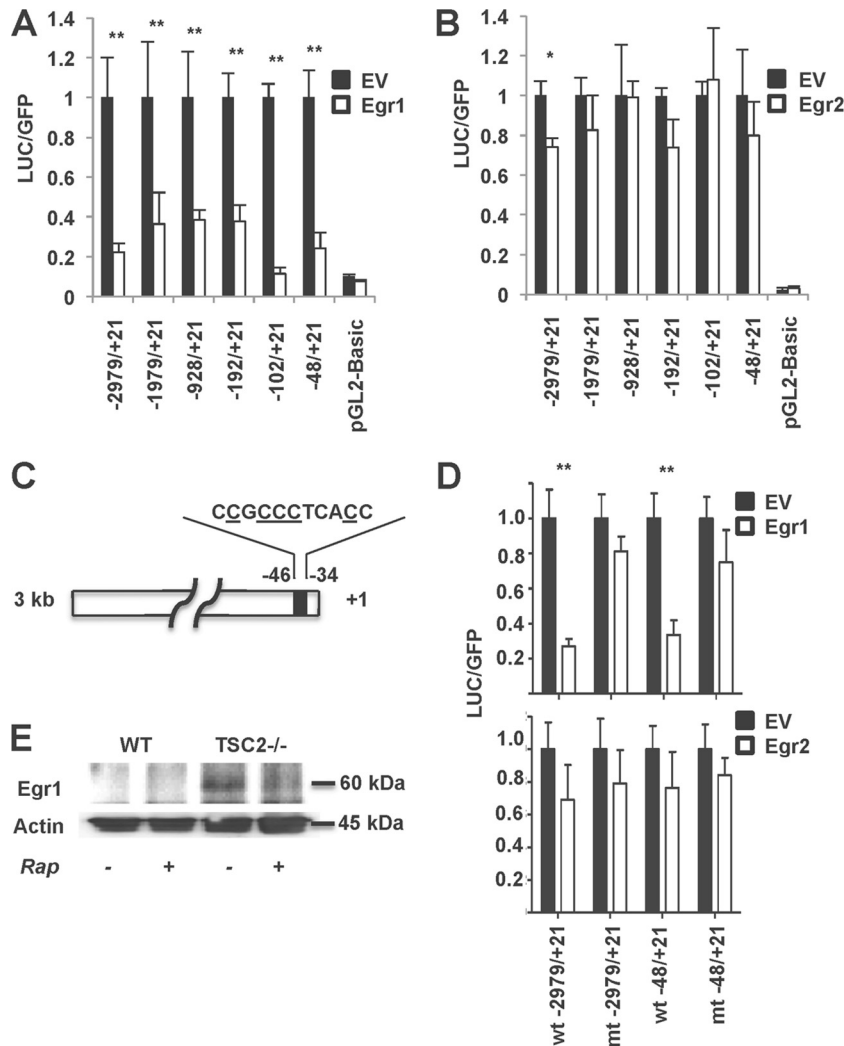 A
LUC/GFP
1.4
1.2
1
0.8
0.6
0.4
0.2
0
** ** ** ** ** **
EV
Egr1
-2979/+21
-1979/+21
-928/+21
-192/+21
-102/+21
-48/+21
pGL2-Basic
B
LUC/GFP
1.4
1.2
1
0.8
0.6
0.4
0.2
0
*
EV
Egr2
-2979/+21
-1979/+21
-928/+21
-192/+21
-102/+21
-48/+21
pGL2-Basic
C
CCGCCCTCACC
-46 -34
3 kb +1
D
LUC/GFP
** **
1.0
0.8
0.6
0.4
0.2
EV
Egr1
1.0
0.8
0.6
0.4
0.2
EV
Egr2
wt -2979/+21
mt -2979/+21
wt -48/+21
mt -48/+21
E
WT TSC2-/-
Egr1 60 kDa
Actin 45 kDa
Rap - + - +